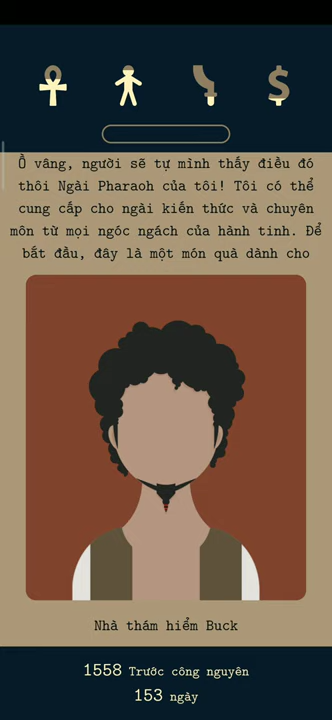 Ồ vâng, người sẽ tự mình thấy điều đó
thôi Ngài Pharaoh của tôi! Tôi có thể
cung cấp cho ngài kiến thức và chuyên
môn từ mọi ngóc ngách của hành tinh. Để
bắt đầu, đây là một món quà dành cho
Nhà thám hiểm Buck
1558 Trước công nguyên
153 ngày